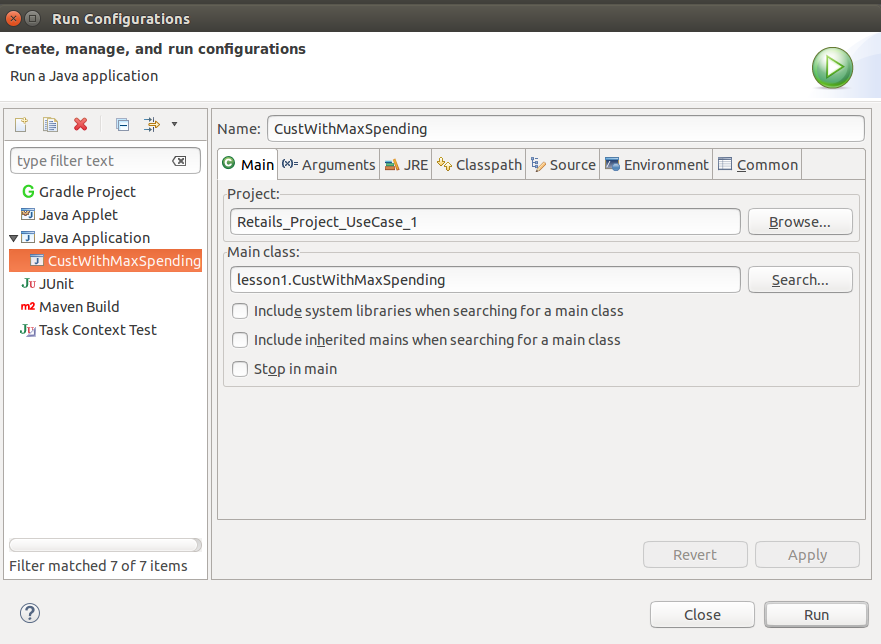 Run Configurations
Create, manage, and run configurations
Run a Java application
type filter text
Gradle Project
Java Applet
Java Application
CustWithMaxSpending
JUnit
Maven Build
Task Context Test
Filter matched 7 of 7 items
Name: CustWithMaxSpending
Main Arguments JRE Classpath Source Environment Common
Project:
Retails_Project_UseCase_1 Browse...
Main class:
lesson1.CustWithMaxSpending Search...
Include system libraries when searching for a main class
Include inherited mains when searching for a main class
Stop in main
Revert Apply
Close Run